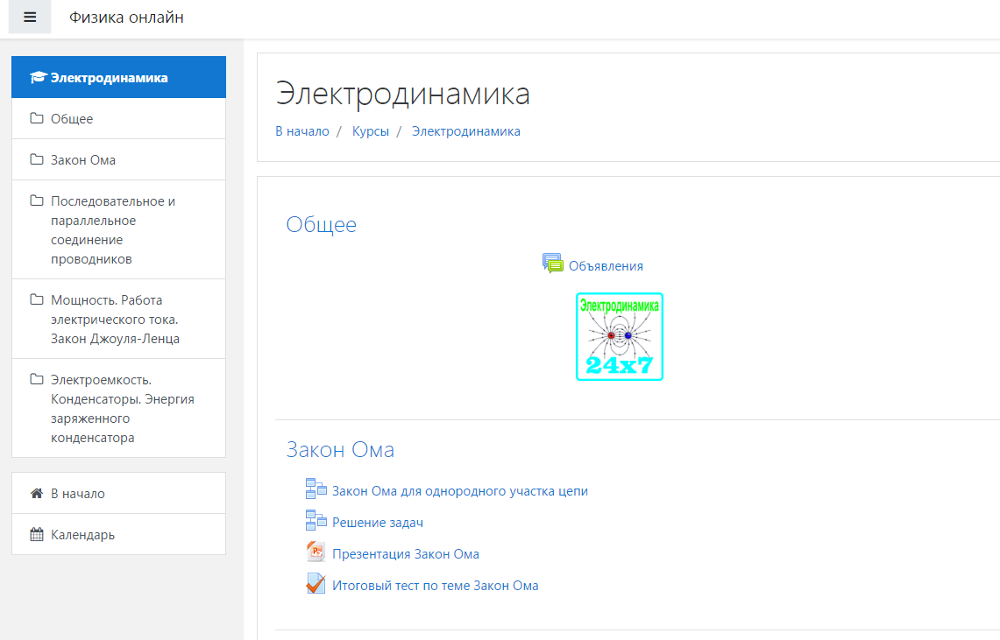 Физика онлайн
Электродинамика
Общее
Закон Ома
Последовательное и
параллельное
соединение
проводников
Мощность. Работа
электрического тока.
Закон Джоуля-Ленца
Электроемкость.
Конденсаторы. Энергия
заряженного
конденсатора
В начало
Календарь
Электродинамика
В начало / Курсы / Электродинамика
Общее
Объявления
Электродинамика
24x7
Закон Ома
Закон Ома для однородного участка цепи
Решение задач
Презентация Закон Ома
Итоговый тест по теме Закон Ома